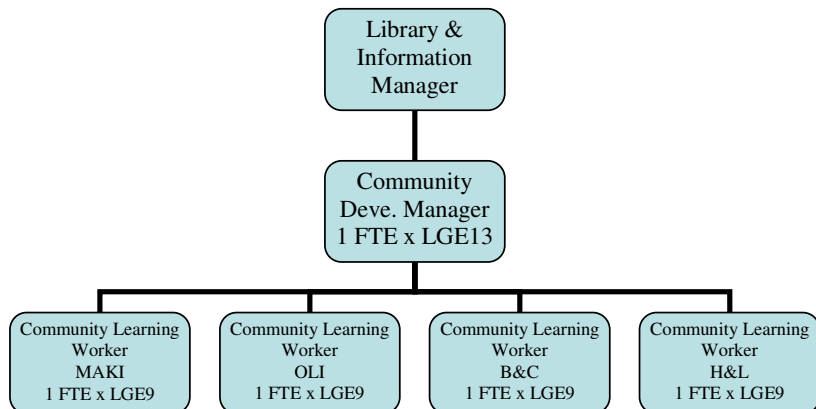 Library &
Information
Manager
Community
Deve. Manager
1 FTE x LGE13
Community Learning
Worker
MAKI
1 FTE x LGE9
Community Learning
Worker
OLI
1 FTE x LGE9
Community Learning
Worker
B&C
1 FTE x LGE9
Community Learning
Worker
H&L
1 FTE x LGE9